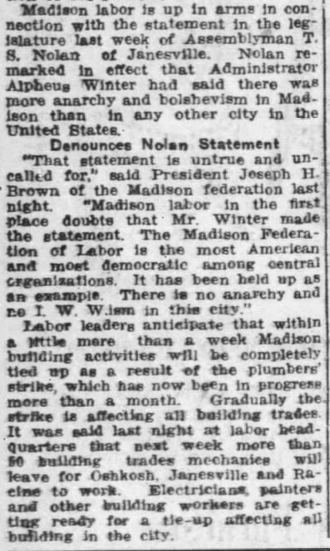 Madison labor is up in arms in con-
nection with the statement in the leg-
islature last week of Assemblyman T.
S. Nolan of Janesville. Nolan re-
marked in effect that Administrator
Alpheus Winter had said there was
more anarchy and bolshevism in Mad-
ison than in any other city in the
United States.
Denounces Nolan Statement
"That statement is untrue and un-
called for," said President Joseph H.
Brown of the Madison federation last
night. "Madison labor in the first
place doubts that Mr. Winter made
the statement. The Madison Federa-
tion of Labor is the most American
and most democratic among central
organizations. It has been held up as
an example. There is no anarchy and
no I. W. W.ism in this city."
Labor leaders anticipate that within
a little more than a week Madison
building activities will be completely
tied up as a result of the plumbers'
strike, which has now been in progress
more than a month. Gradually the
strike is affecting all building trades.
It was said last night at labor head-
quarters that next week more than
50 building trades mechanics will
leave for Oshkosh, Janesville and Ra-
cine to work. Electricians, painters
and other building workers are get-
ting ready for a tie-up affecting all
building in the city.